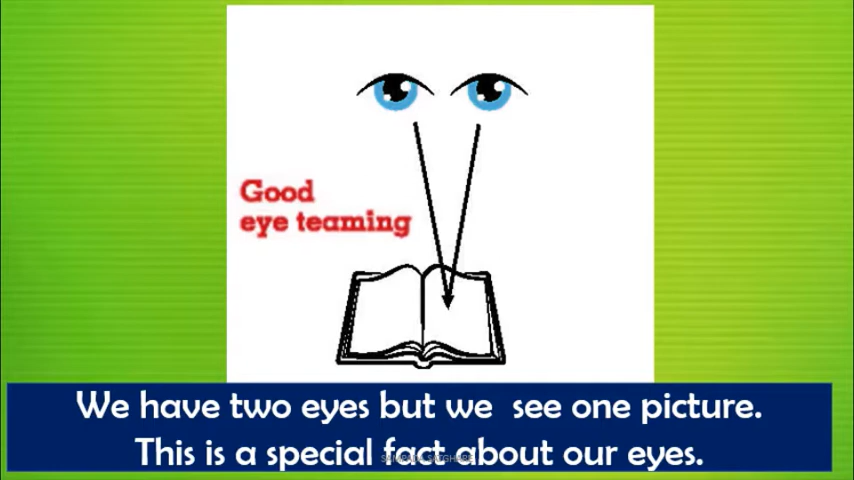 Good
eye teaming
We have two eyes but we see one picture.
This is a special fact about our eyes.